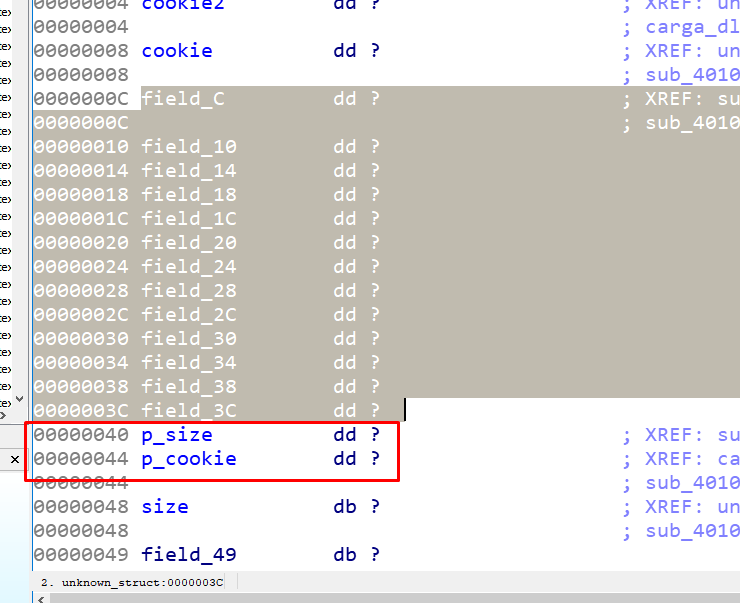 00000004 cookie2 dd ? ; XREF: un
00000004 ; carga_dl
00000008 cookie dd ? ; XREF: un
00000008 ; sub_4010
0000000C field_C dd ? ; XREF: su
0000000C ; sub_4010
00000010 field_10 dd ?
00000014 field_14 dd ?
00000018 field_18 dd ?
0000001C field_1C dd ?
00000020 field_20 dd ?
00000024 field_24 dd ?
00000028 field_28 dd ?
0000002C field_2C dd ?
00000030 field_30 dd ?
00000034 field_34 dd ?
00000038 field_38 dd ?
0000003C field_3C dd ?
00000040 p_size dd ? ; XREF: su
00000044 p_cookie dd ? ; XREF: ca
00000044 ; sub_4010
00000048 size db ? ; XREF: un
00000048 ; sub_4010
00000049 field_49 db ?
2. unknown_struct:0000003C